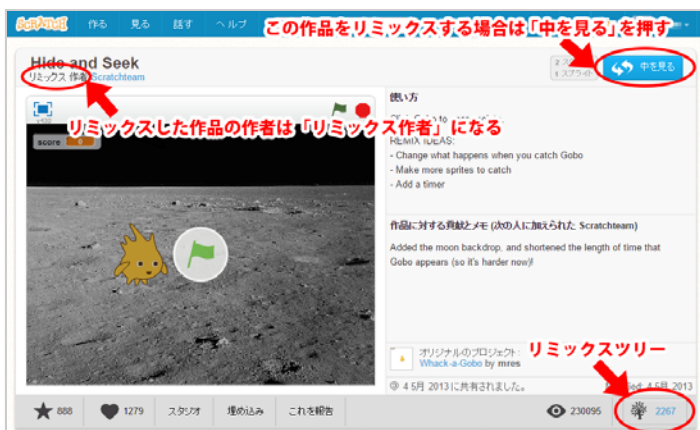 SCRATCH 作る 見る 話す ヘルプ
この作品をリミックスする場合は「中を見る」を押す
Hide and Seek
リミックス 作者 Scratchteam
中を見る
リミックスした作品の作者は「リミックス作者」になる
score 0
使い方
REMIX IDEAS:
- Change what happens when you catch Gobo
- Make more sprites to catch
- Add a timer
作品に対する貢献とメモ (次の人に加えられた Scratchteam)
Added the moon backdrop, and shortened the length of time that
Gobo appears (so it's harder now)!
オリジナルのプロジェクト:
Whack-a-Gobo by mres
リミックスツリー
4 5月 2013に共有されました。
4 5月 2013
888 1279 スタジオ 埋め込み これを報告 230095 2267